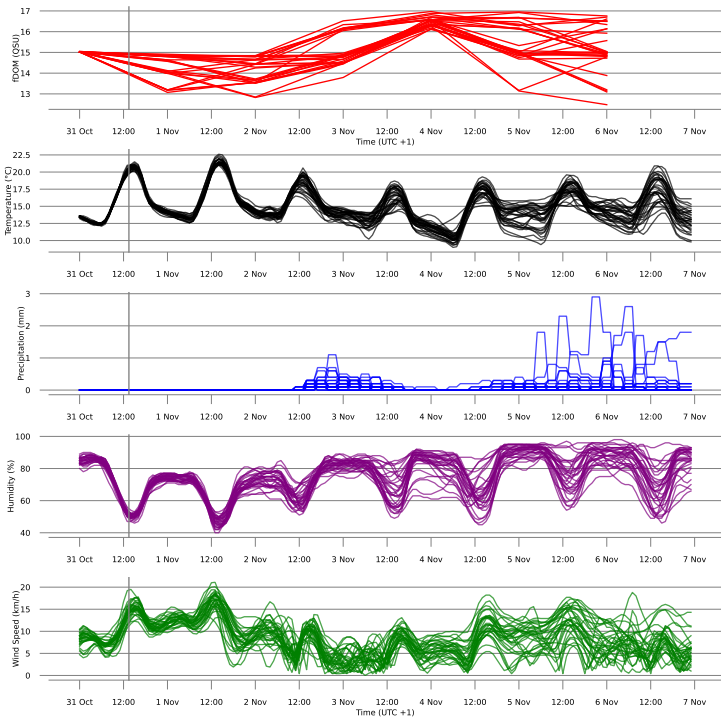 17
16
15
14
13
fDOM (QSU)
31 Oct 12:00 1 Nov 12:00 2 Nov 12:00 3 Nov 12:00 4 Nov 12:00 5 Nov 12:00 6 Nov 12:00 7 Nov
Time (UTC +1)
22.5
20.0
17.5
15.0
12.5
10.0
Temperature (°C)
31 Oct 12:00 1 Nov 12:00 2 Nov 12:00 3 Nov 12:00 4 Nov 12:00 5 Nov 12:00 6 Nov 12:00 7 Nov
3
2
1
0
Precipitation (mm)
31 Oct 12:00 1 Nov 12:00 2 Nov 12:00 3 Nov 12:00 4 Nov 12:00 5 Nov 12:00 6 Nov 12:00 7 Nov
100
80
60
40
Humidity (%)
31 Oct 12:00 1 Nov 12:00 2 Nov 12:00 3 Nov 12:00 4 Nov 12:00 5 Nov 12:00 6 Nov 12:00 7 Nov
20
15
10
5
0
Wind Speed (km/h)
31 Oct 12:00 1 Nov 12:00 2 Nov 12:00 3 Nov 12:00 4 Nov 12:00 5 Nov 12:00 6 Nov 12:00 7 Nov
Time (UTC +1)